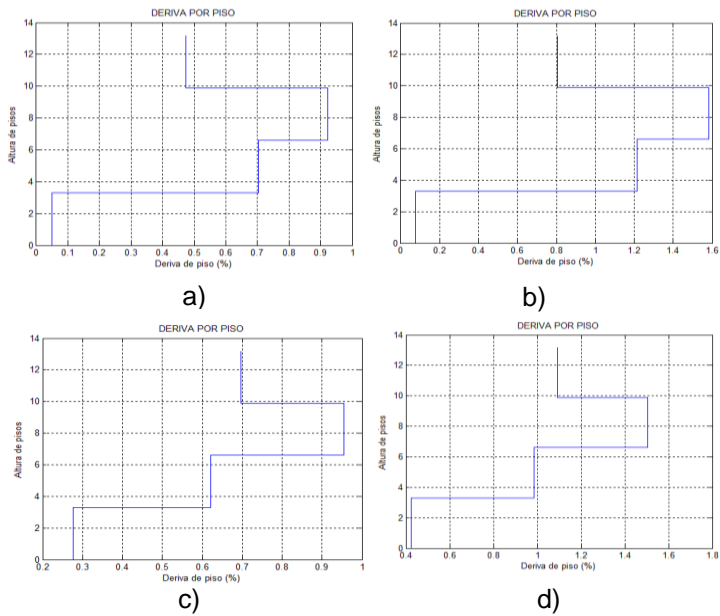 DERIVA POR PISO
Altura de pisos
14
12
10
8
6
4
2
0
0 0.1 0.2 0.3 0.4 0.5 0.6 0.7 0.8 0.9 1
Deriva de piso (%)
a)
DERIVA POR PISO
Altura de pisos
14
12
10
8
6
4
2
0
0 0.2 0.4 0.6 0.8 1 1.2 1.4 1.6
Deriva de piso (%)
b)
DERIVA POR PISO
Altura de pisos
14
12
10
8
6
4
2
0
0.2 0.3 0.4 0.5 0.6 0.7 0.8 0.9 1
Deriva de piso (%)
c)
DERIVA POR PISO
Altura de pisos
14
12
10
8
6
4
2
0
0.4 0.6 0.8 1 1.2 1.4 1.6 1.8
Deriva de piso (%)
d)